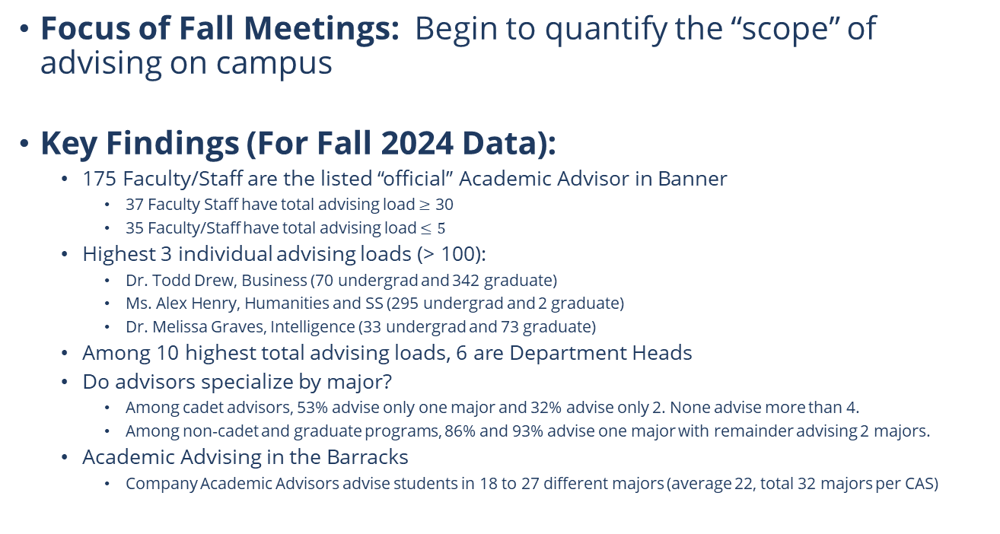 • Focus of Fall Meetings: Begin to quantify the “scope” of
advising on campus
• Key Findings (For Fall 2024 Data):
• 175 Faculty/Staff are the listed “official” Academic Advisor in Banner
• 37 Faculty Staff have total advising load ≥ 30
• 35 Faculty/Staff have total advising load ≤ 5
• Highest 3 individual advising loads (> 100):
• Dr. Todd Drew, Business (70 undergrad and 342 graduate)
• Ms. Alex Henry, Humanities and SS (295 undergrad and 2 graduate)
• Dr. Melissa Graves, Intelligence (33 undergrad and 73 graduate)
• Among 10 highest total advising loads, 6 are Department Heads
• Do advisors specialize by major?
• Among cadet advisors, 53% advise only one major and 32% advise only 2. None advise more than 4.
• Among non-cadet and graduate programs, 86% and 93% advise one major with remainder advising 2 majors.
• Academic Advising in the Barracks
• Company Academic Advisors advise students in 18 to 27 different majors (average 22, total 32 majors per CAS)